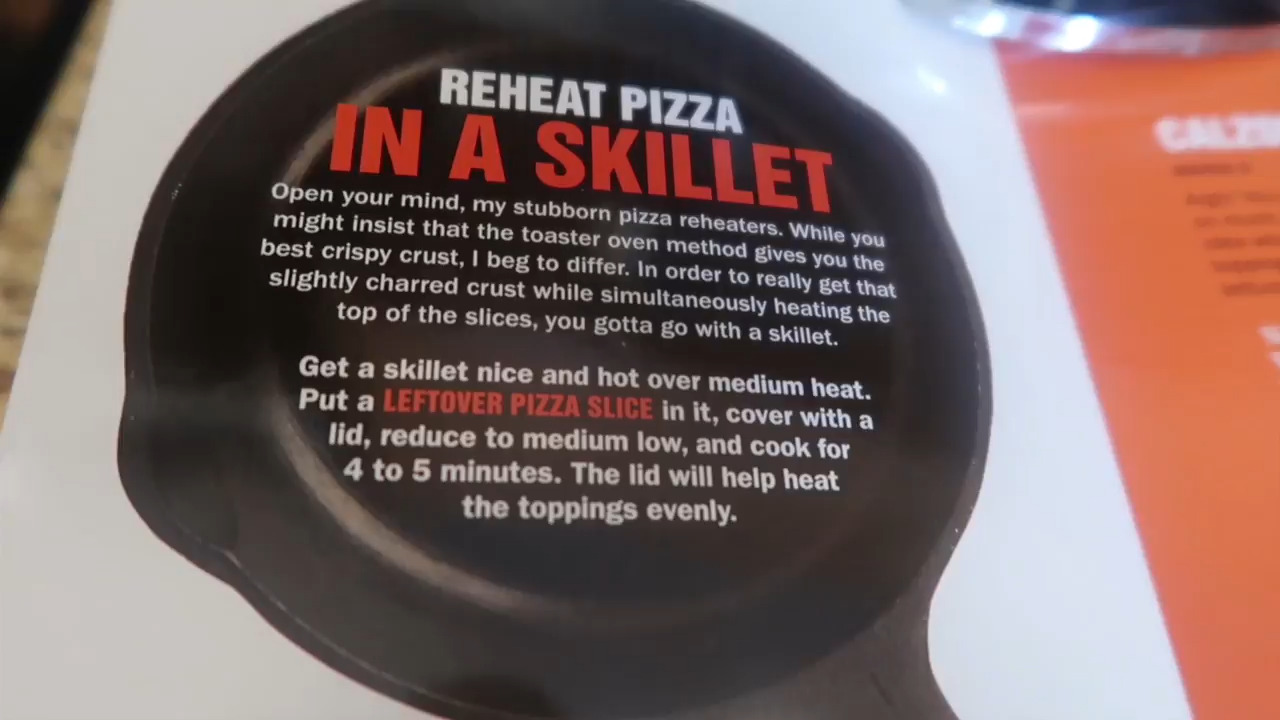 REHEAT PIZZA
IN A SKILLET
Open your mind, my stubborn pizza reheaters. While you
might insist that the toaster oven method gives you the
best crispy crust, I beg to differ. In order to really get that
slightly charred crust while simultaneously heating the
top of the slices, you gotta go with a skillet.
Get a skillet nice and hot over medium heat.
Put a LEFTOVER PIZZA SLICE in it, cover with a
lid, reduce to medium low, and cook for
4 to 5 minutes. The lid will help heat
the toppings evenly.